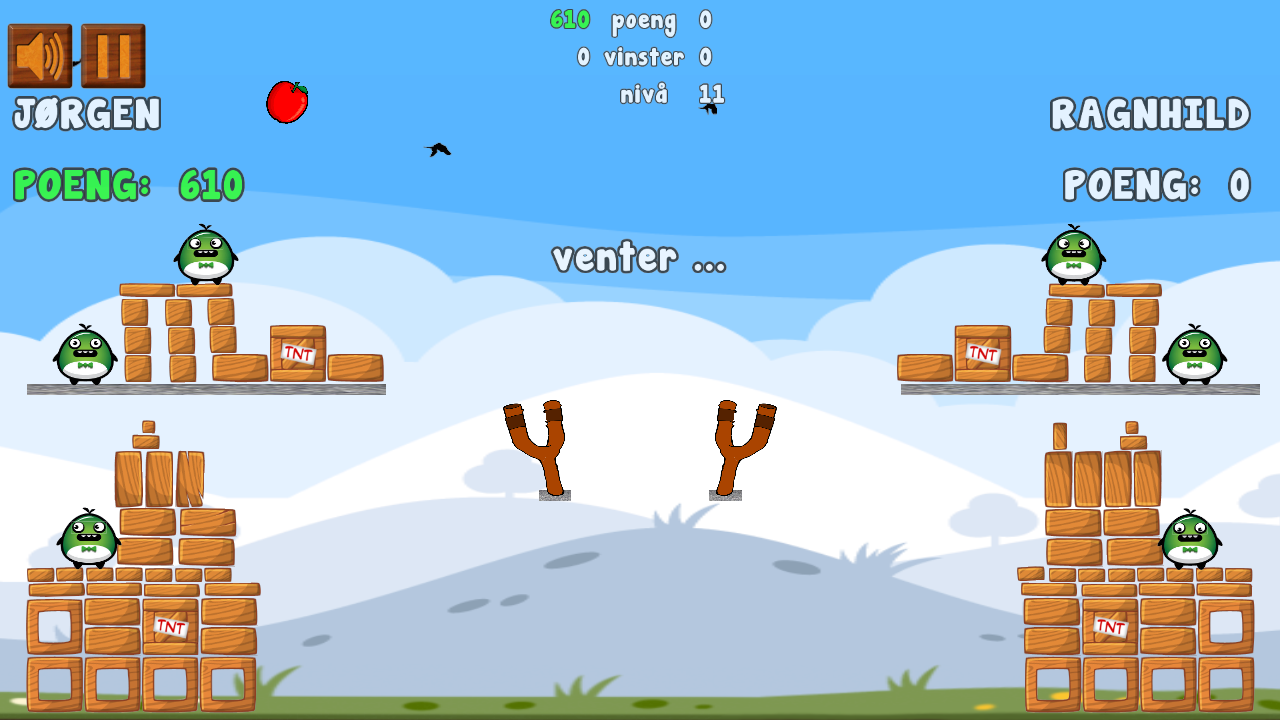 610 poeng 0
0 vinster 0
nivå 11
JØRGEN
RAGNHILD
POENG: 610
POENG: 0
venter ...
TNT
TNT
TNT
TNT